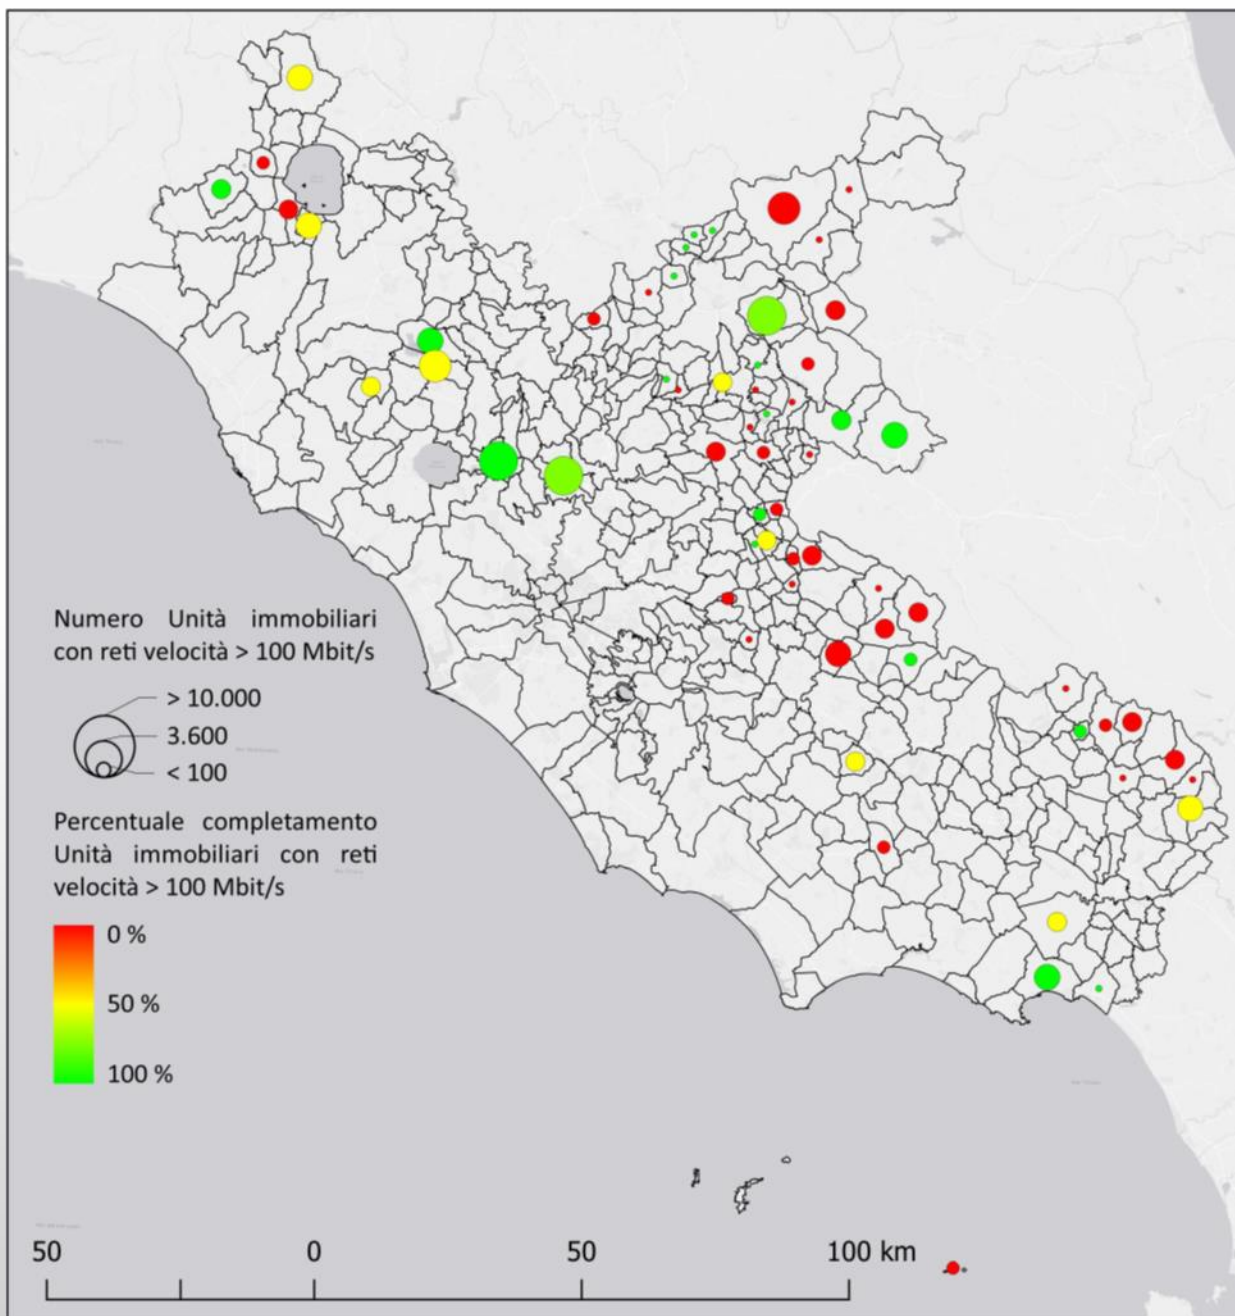 Numero Unità immobiliari
con reti velocità > 100 Mbit/s
> 10.000
3.600
< 100
Percentuale completamento
Unità immobiliari con reti
velocità > 100 Mbit/s
0 %
50 %
100 %
50 0 50 100 km